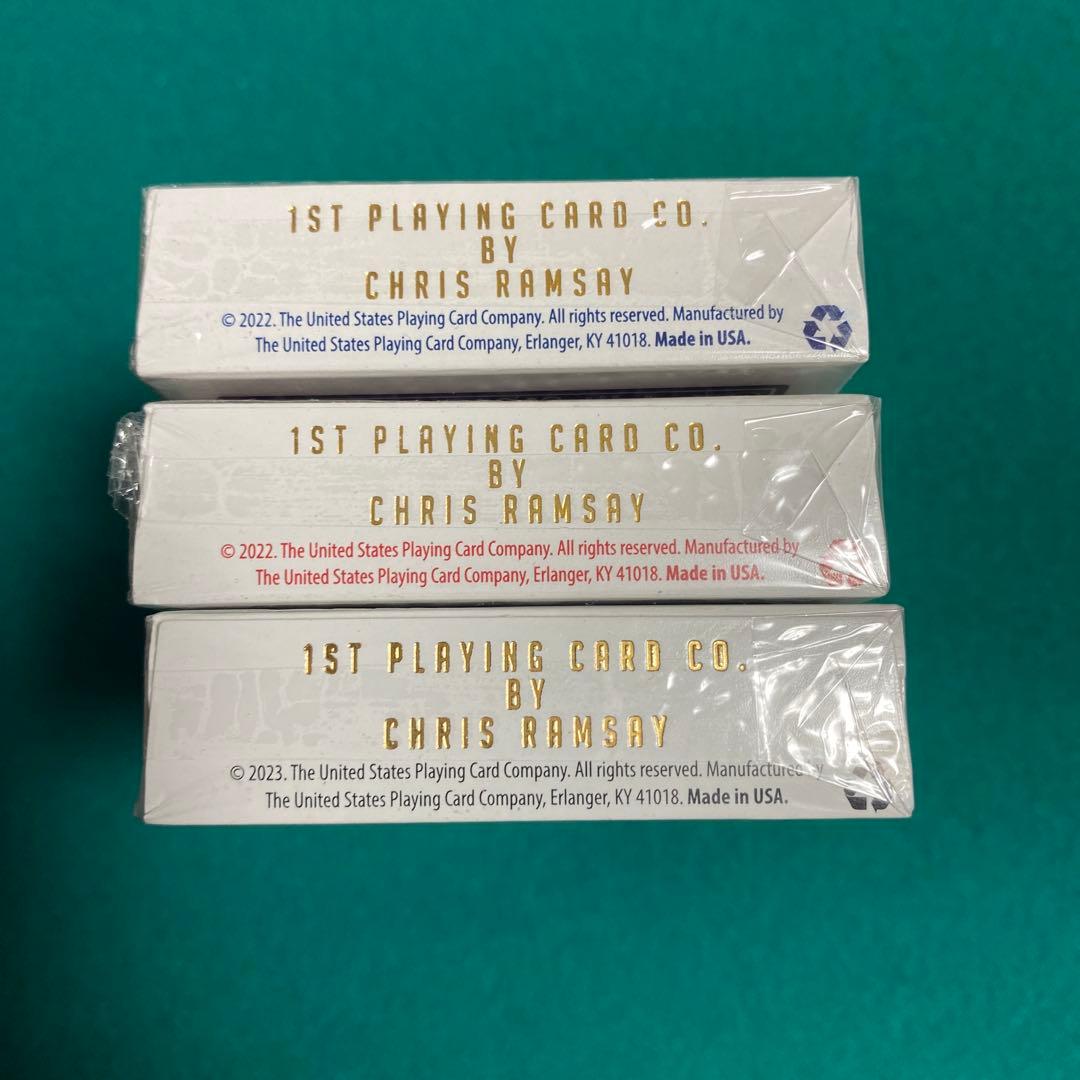 1ST PLAYING CARD CO.
BY
CHRIS RAMSAY
© 2022. The United States Playing Card Company. All rights reserved. Manufactured by
The United States Playing Card Company, Erlanger, KY 41018. Made in USA.
1ST PLAYING CARD CO.
BY
CHRIS RAMSAY
© 2022. The United States Playing Card Company. All rights reserved. Manufactured by
The United States Playing Card Company, Erlanger, KY 41018. Made in USA.
1ST PLAYING CARD CO.
BY
CHRIS RAMSAY
© 2023. The United States Playing Card Company. All rights reserved. Manufactured by
The United States Playing Card Company, Erlanger, KY 41018. Made in USA.